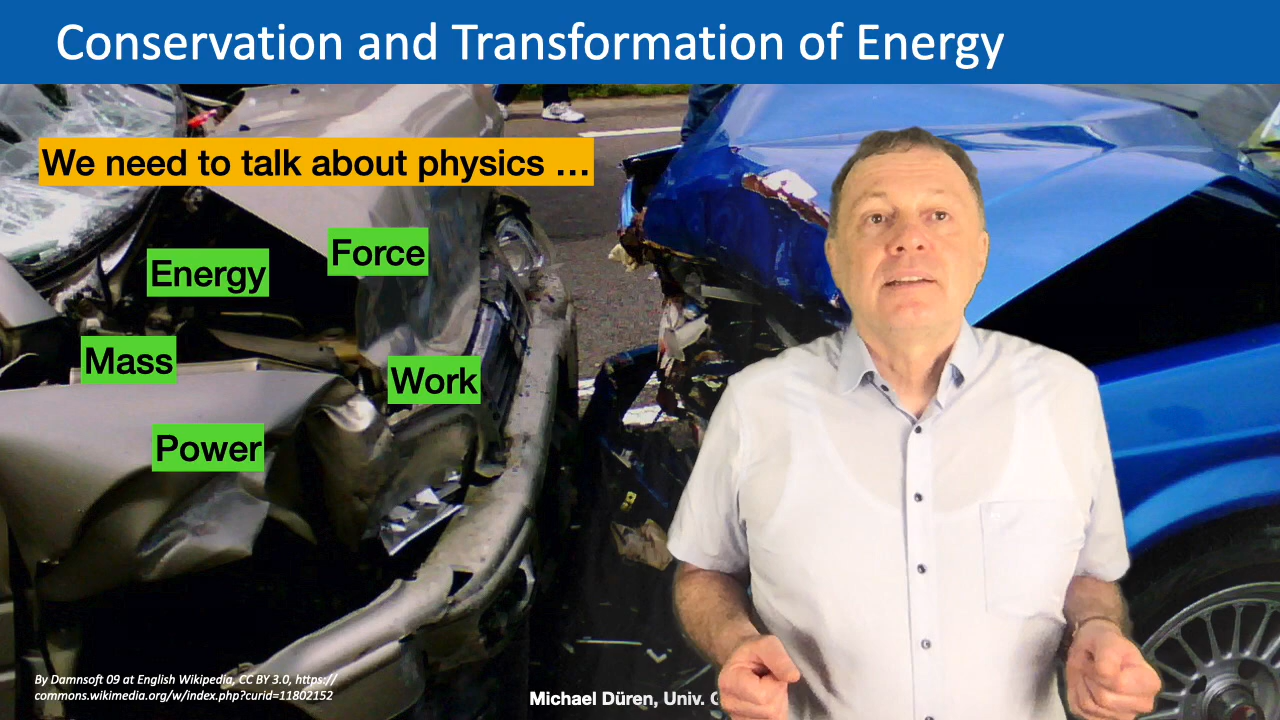 Conservation and Transformation of Energy
We need to talk about physics ...
Force
Energy
Mass
Work
Power
By Damnsoft 09 at English Wikipedia, CC BY 3.0, https://
commons.wikimedia.org/w/index.php?curid=11802152
Michael Düren, Univ.